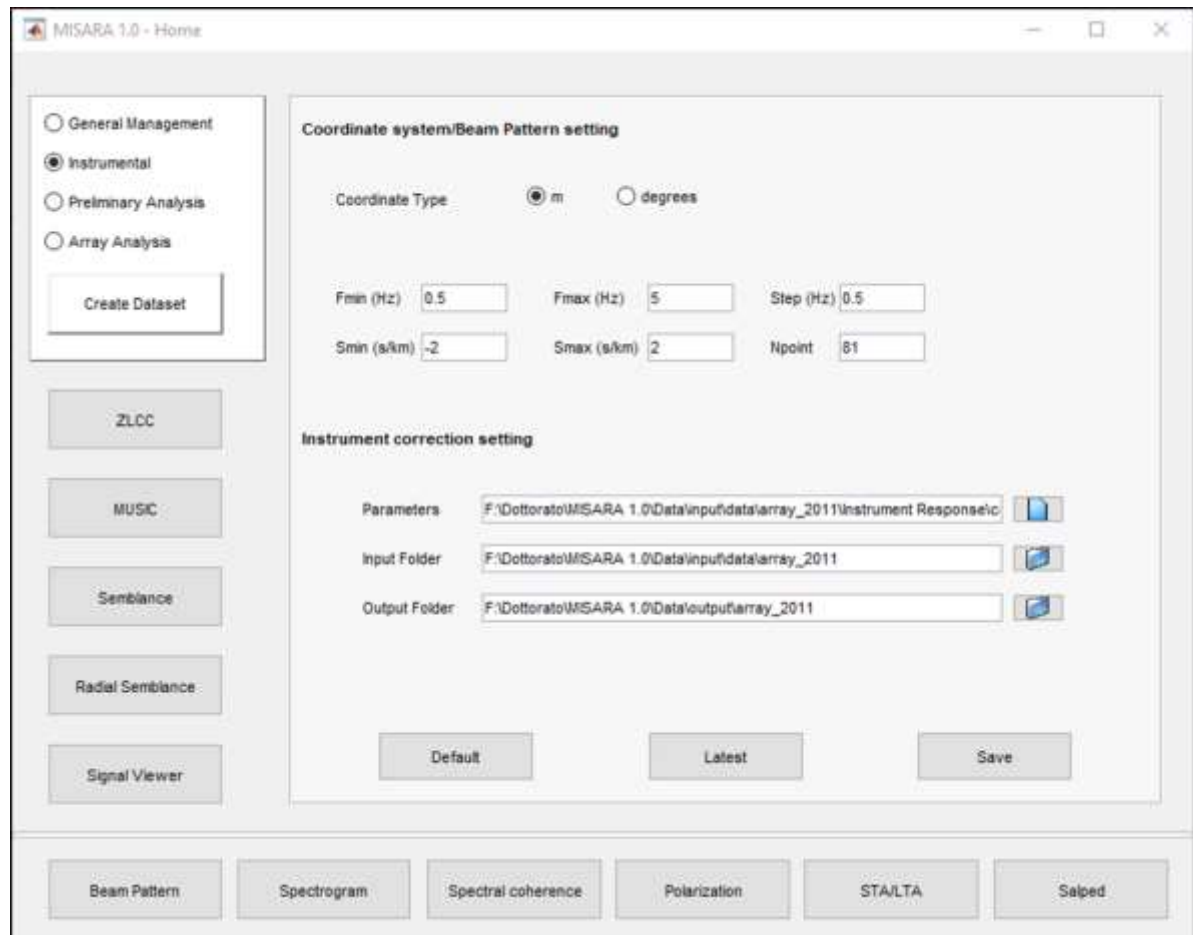 MISARA 1.0 - Home
General Management
Instrumental
Preliminary Analysis
Array Analysis
Create Dataset
ZLCC
MUSIC
Semblance
Radial Semblance
Signal Viewer
Coordinate system/Beam Pattern setting
Coordinate Type m degrees
Fmin (Hz) 0.5 Fmax (Hz) 5 Step (Hz) 0.5
Smin (s/km) -2 Smax (s/km) 2 Npoint 81
Instrument correction setting
Parameters F:\Dottorato\MISARA 1.0\Data\input\data\array_2011\Instrument Response\c
Input Folder F:\Dottorato\MISARA 1.0\Data\input\data\array_2011
Output Folder F:\Dottorato\MISARA 1.0\Data\output\array_2011
Default Latest Save
Beam Pattern Spectrogram Spectral coherence Polarization STA/LTA Salped